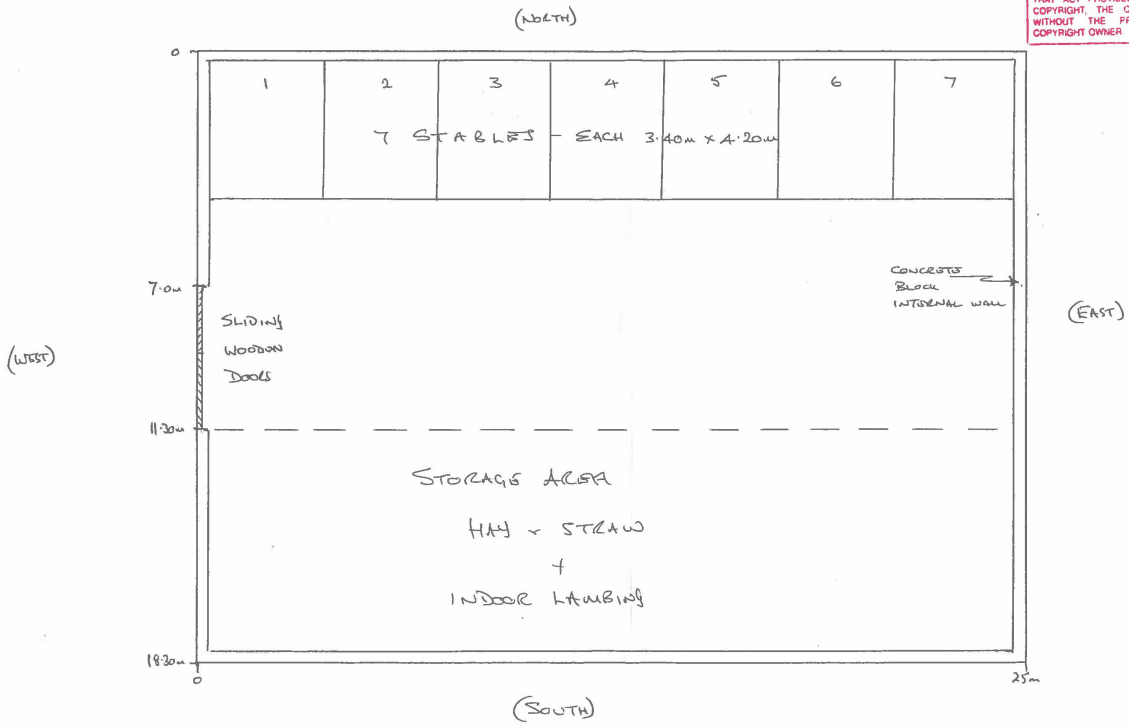 (NORTH)
COPYRIGHT, THE
COPYRIGHT OWNER
0
1 2 3 4 5 6 7
7 STABLES - EACH 3.40m x 4.20m
7.0m
CONCRETE
BLOCK
INTERNAL WALL
(EAST)
SLIDING
WOODEN
DOORS
(WEST)
11.30m
STORAGE AREA
HAY + STRAW
+
INDOOR LAMBING
18.30m
0
25m
(SOUTH)